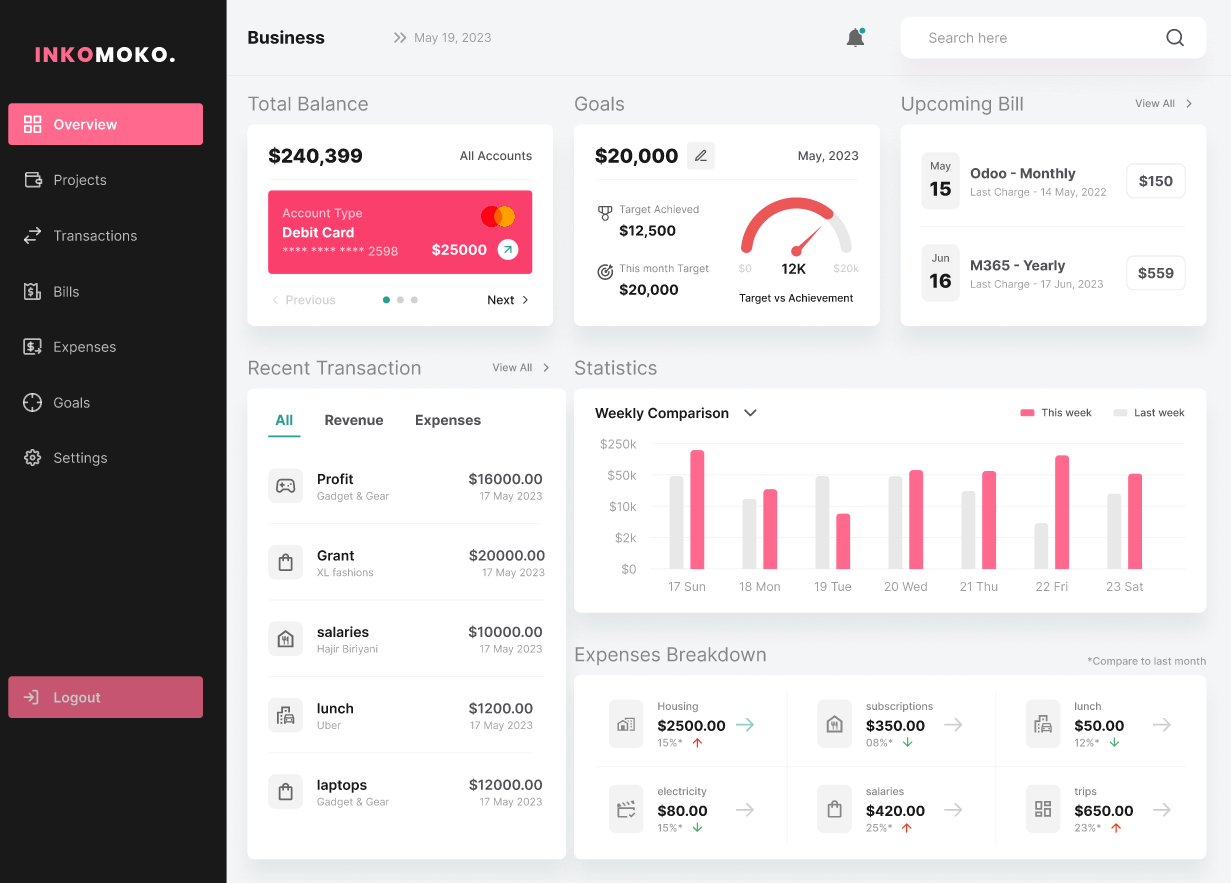 INKOMOKO.
Overview
Projects
Transactions
Bills
Expenses
Goals
Settings
Logout
Business
May 19, 2023
Search here
Total Balance
$240,399
All Accounts
Account Type
Debit Card
**** **** **** 2598
$25000
Previous
Next
Goals
$20,000
May, 2023
Target Achieved
$12,500
This month Target
$20,000
$0
12K
$20k
Target vs Achievement
Upcoming Bill
View All
May
15
Odoo - Monthly
Last Charge - 14 May, 2022
$150
Jun
16
M365 - Yearly
Last Charge - 17 Jun, 2023
$559
Recent Transaction
View All
All
Revenue
Expenses
Profit
$16000.00
Gadget & Gear
17 May 2023
Grant
$20000.00
XL fashions
17 May 2023
salaries
$10000.00
Hajir Biriyani
17 May 2023
lunch
$1200.00
Uber
17 May 2023
laptops
$12000.00
Gadget & Gear
17 May 2023
Statistics
Weekly Comparison
This week
Last week
$250k
$50k
$10k
$2k
$0
17 Sun
18 Mon
19 Tue
20 Wed
21 Thu
22 Fri
23 Sat
Expenses Breakdown
*Compare to last month
Housing
$2500.00
15%*
subscriptions
$350.00
08%*
lunch
$50.00
12%*
electricity
$80.00
15%*
salaries
$420.00
25%*
trips
$650.00
23%*